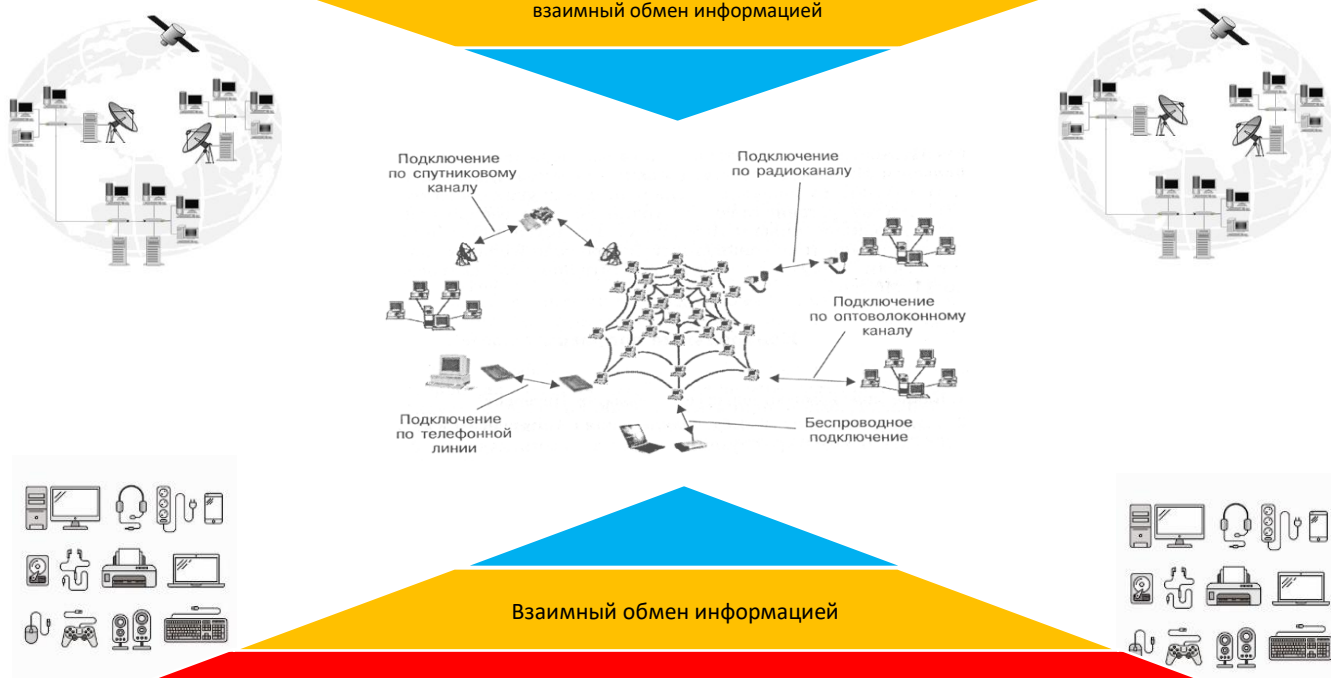 взаимный обмен информацией
Подключение
по спутниковому
каналу
Подключение
по радиоканалу
Подключение
по оптоволоконному
каналу
Подключение
по телефонной
линии
Беспроводное
подключение
Взаимный обмен информацией